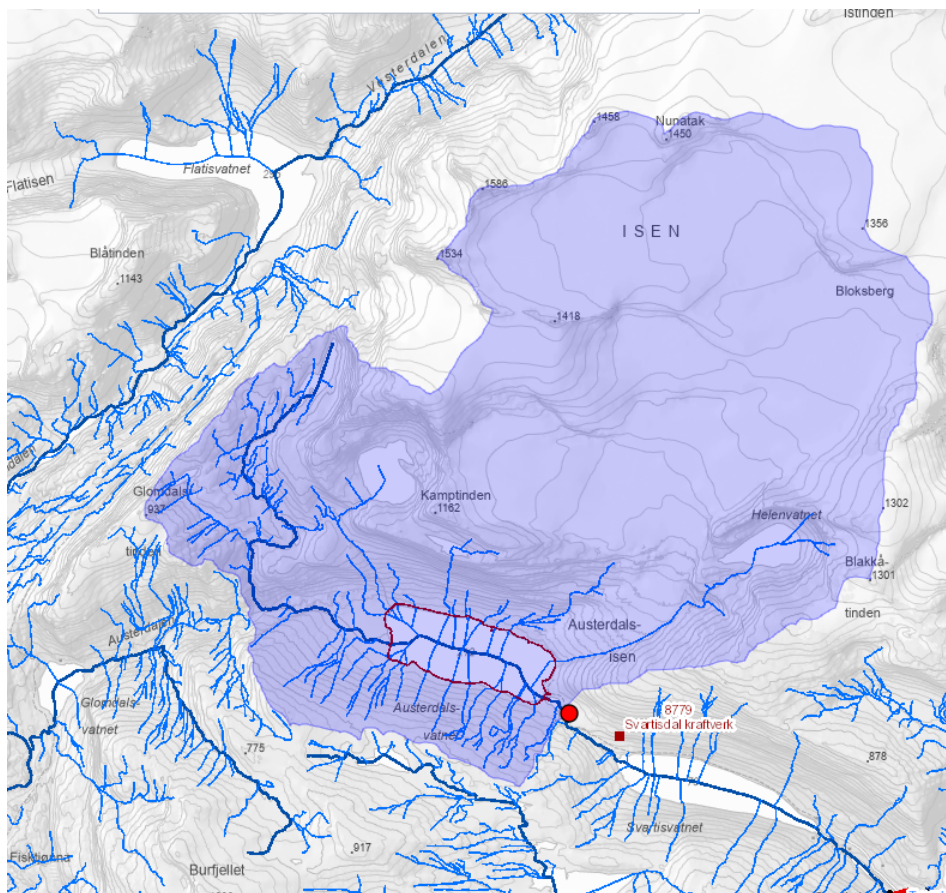 Istinden
Vesterdalen
1458
Nunatak
1450
Flatisvatnet
Flatisen
1586
ISEN
1356
Blåtinden
1534
1143
Bloksberg
1418
Glomdals-
937
Kamptinden
1162
Helenvatnet
1302
tinden
Blakkå-
1301
tinden
Austerdals-
isen
Austerdals-
vatnet
Glomdals-
vatnet
8779
Svartisdal kraftverk
775
878
Svartisvatnet
917
Fisktjønna
Burfjellet